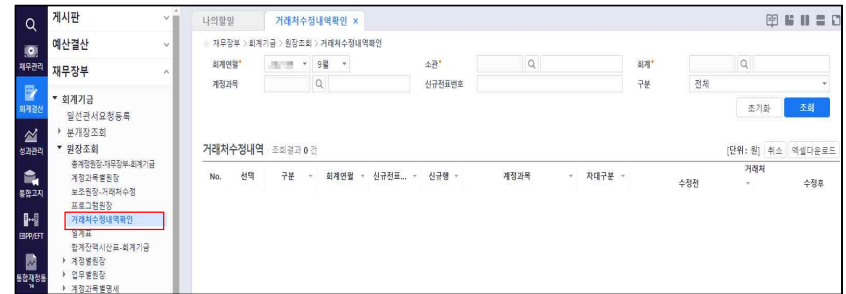 게시판
예산결산
재무장부
재무관리
회계결산
성과관리
통합고지
EBPP/EFT
통합재정통
회계기금
일선관서요청등록
분개장조회
원장조회
총계정원장-재무장부-회계기금
계정과목별원장
보조원장-거래처수정
프로그램원장
거래처수정내역확인
일계표
합계잔액시산표-회계기금
계정별원장
업무별원장
계정과목별명세
나의할일 거래처수정내역확인 ×
재무장부 > 회계기금 > 원장조회 > 거래처수정내역확인
회계연월* 9월 소관* 회계*
계정과목 신규전표번호 구분 전체
초기화 조회
거래처수정내역 조회결과 0 건 [단위: 원] 취소 엑셀다운로드
No. 선택 구분 회계연월 신규전표... 신규행 계정과목 차대구분 거래처
수정전 수정후